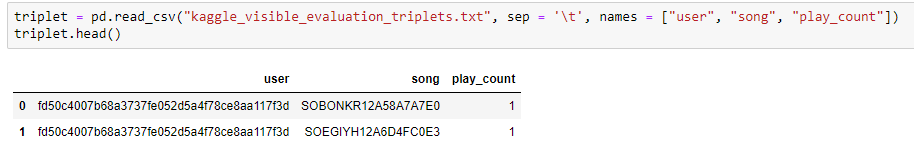 triplet = pd.read_csv("kaggle_visible_evaluation_triplets.txt", sep = '\t', names = ["user", "song", "play_count"])
triplet.head()
user song play_count
0 fd50c4007b68a3737fe052d5a4f78ce8aa117f3d SOBONKR12A58A7A7E0 1
1 fd50c4007b68a3737fe052d5a4f78ce8aa117f3d SOEGIYH12A6D4FC0E3 1